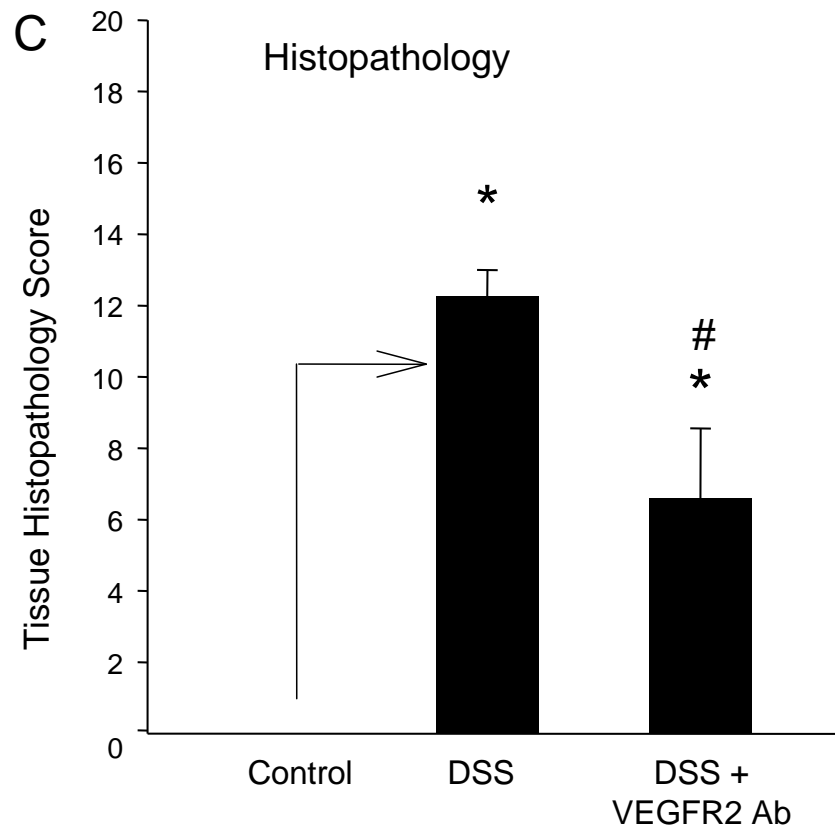 C
Histopathology
Tissue Histopathology Score
20
18
16
14
12
10
8
6
4
2
0
*
#
*
Control
DSS
DSS +
VEGFR2 Ab